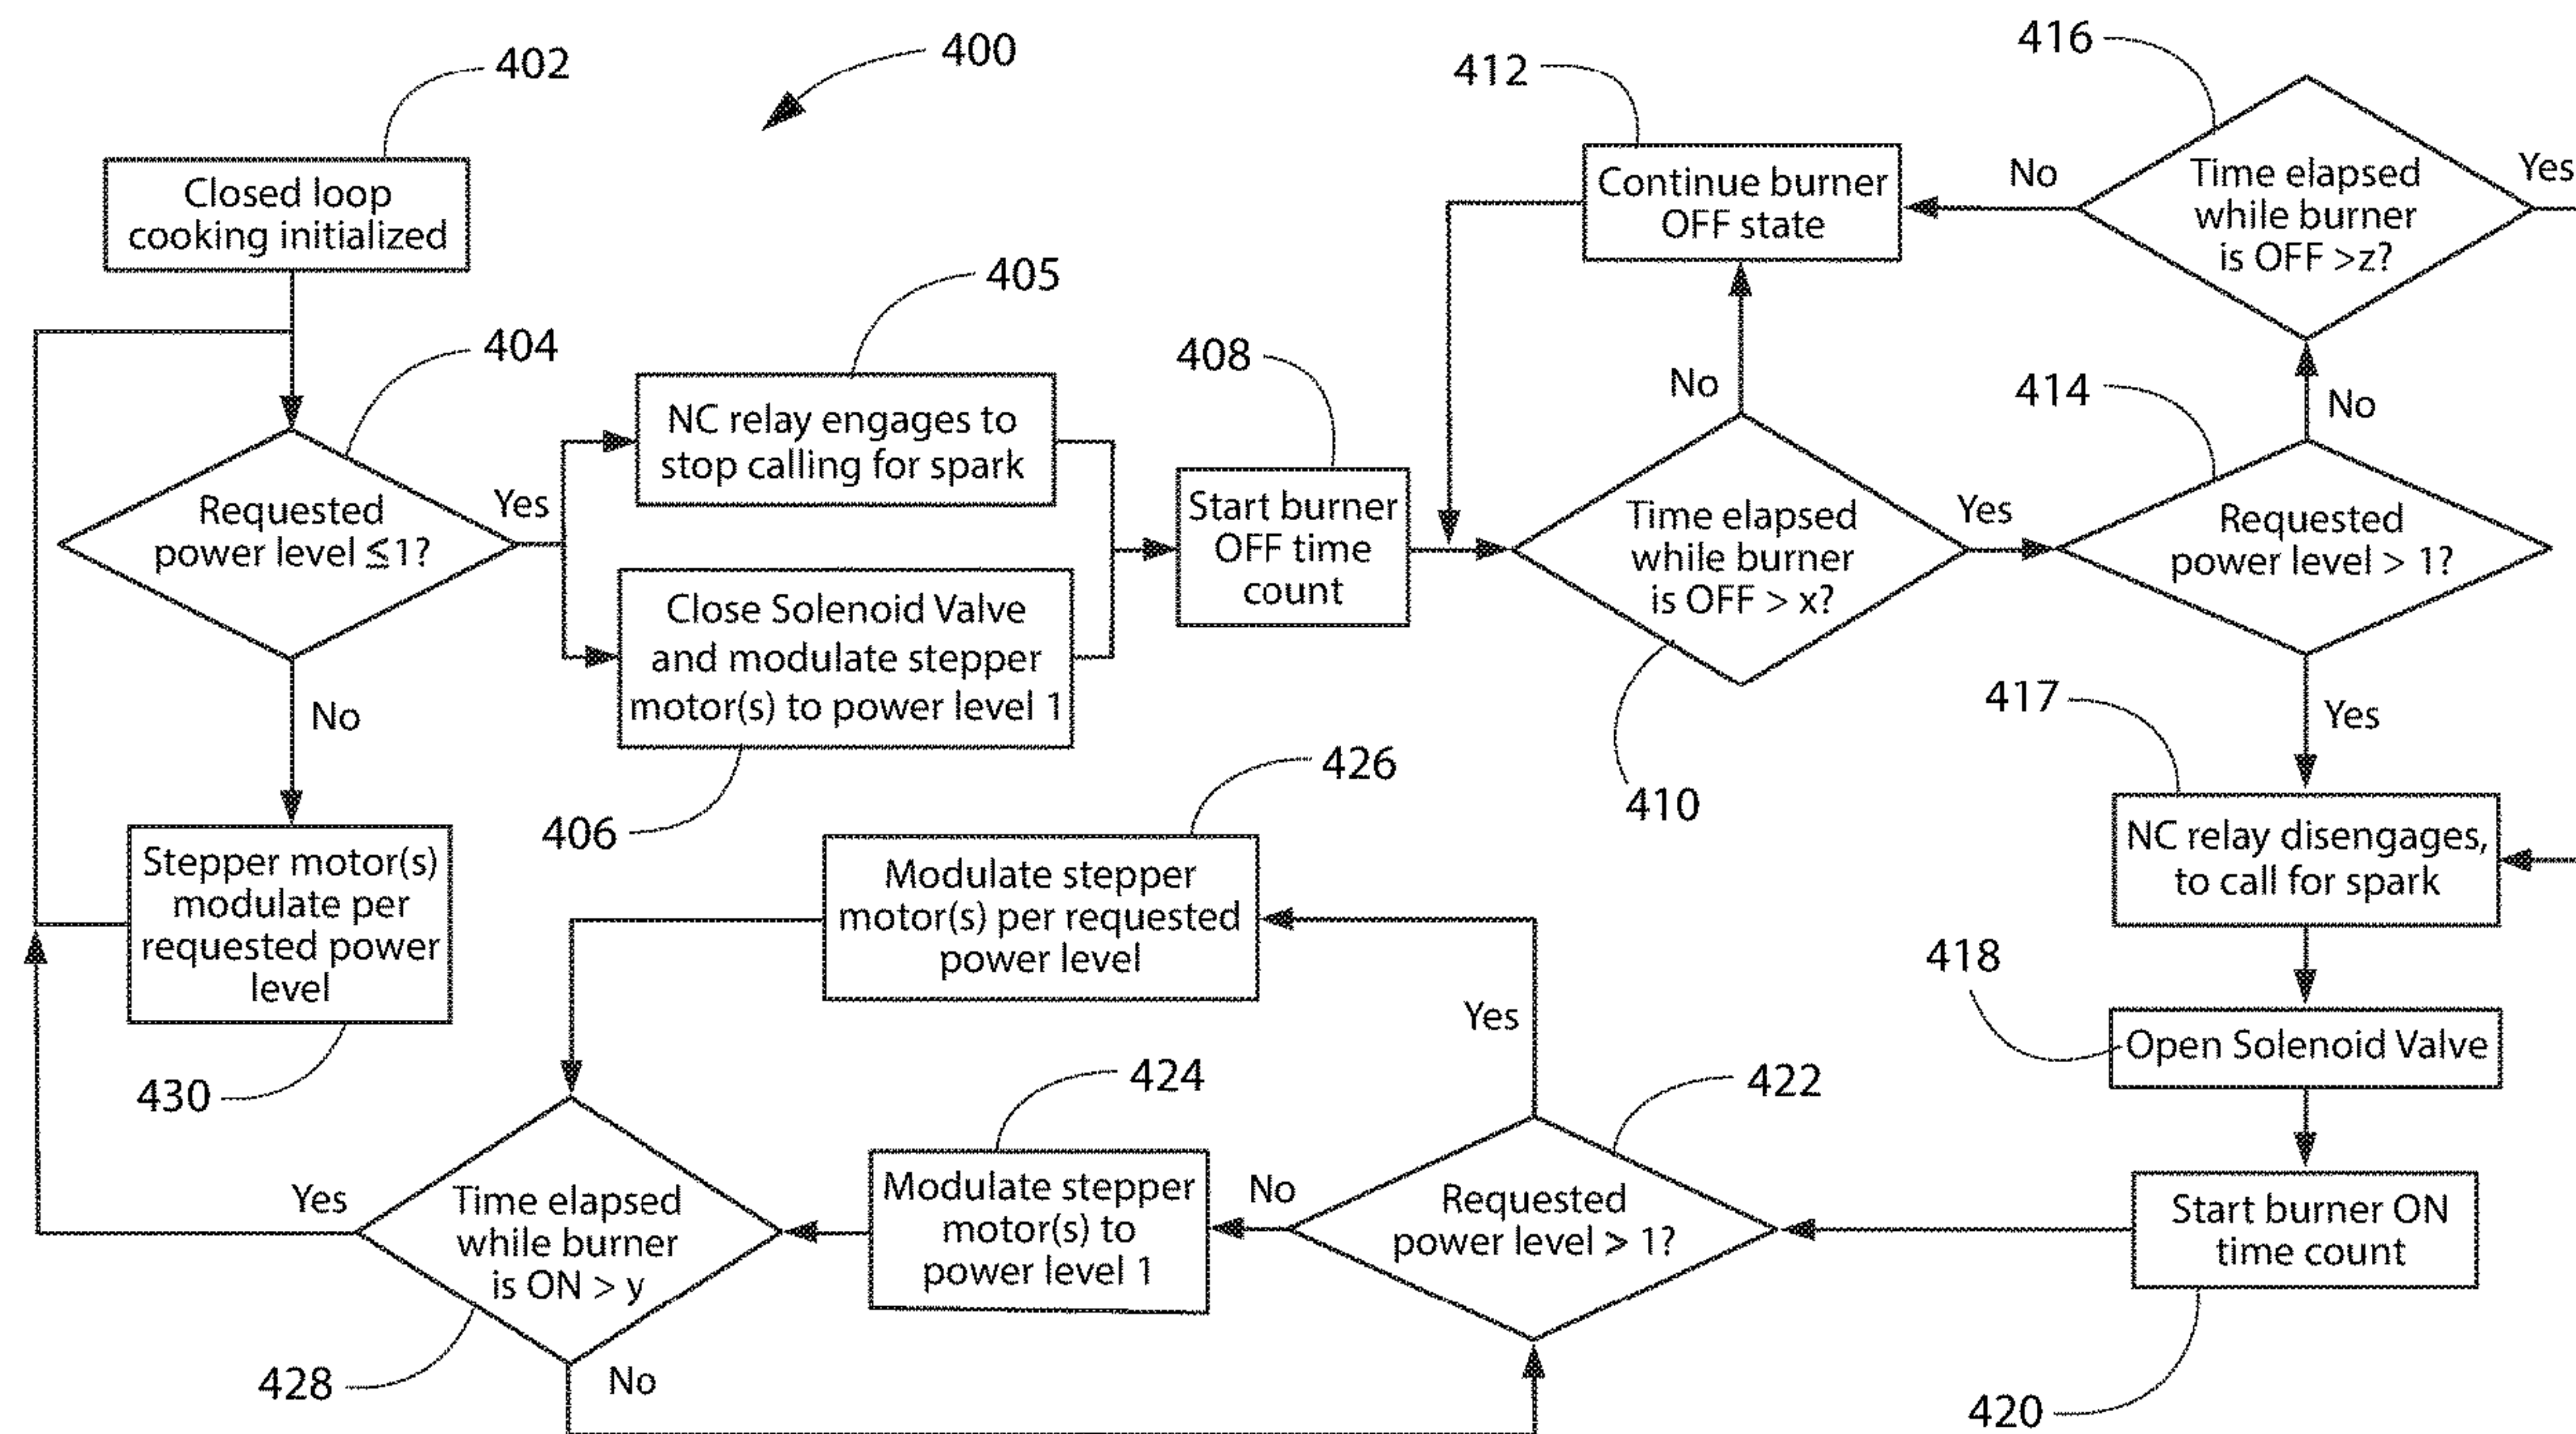 400
402
Closed loop
cooking initialized
404
Requested
power level ≤1?
Yes
No
405
NC relay engages to
stop calling for spark
Close Solenoid Valve
and modulate stepper
motor(s) to power level 1
406
408
Start burner
OFF time
count
412
Continue burner
OFF state
No
Time elapsed
while burner
is OFF > x?
410
Yes
416
Time elapsed
while burner
is OFF >z?
No
Yes
414
No
Requested
power level > 1?
Yes
417
NC relay disengages,
to call for spark
418
Open Solenoid Valve
Start burner ON
time count
420
422
Requested
power level > 1?
Yes
No
426
Modulate stepper
motor(s) per requested
power level
424
Modulate stepper
motor(s) to
power level 1
Time elapsed
while burner
is ON > y
428
Yes
No
Stepper motor(s)
modulate per
requested power
level
430